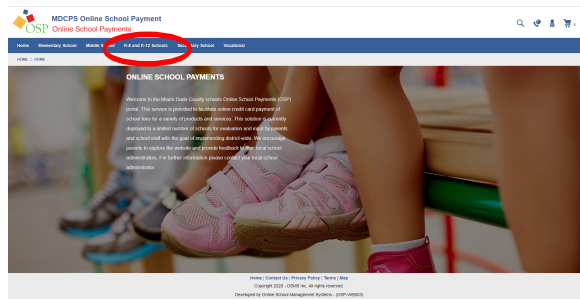 MDCPS Online School Payment
OSP Online School Payments
0
Home Elementary School Middle School K-8 and K-12 Schools Secondary School Vocational
HOME :: HOME
ONLINE SCHOOL PAYMENTS
Welcome to the Miami Dade County schools Online School Payments (OSP)
portal. This service is provided to facilitate online credit card payment of
school fees for a variety of products and services. This solution is currently
deployed to a limited number of schools for evaluation and input by parents
and school staff with the goal of implementing district-wide. We encourage
parents to explore the website and provide feedback to their local school
administrators. For further information please contact your local school
administrator.
Home | Contact Us | Privacy Policy | Terms | Map
Copyright 2020 - OSMS Inc. All rights reserved.
Developed by Online School Management Systems - (OSP-WEB03)